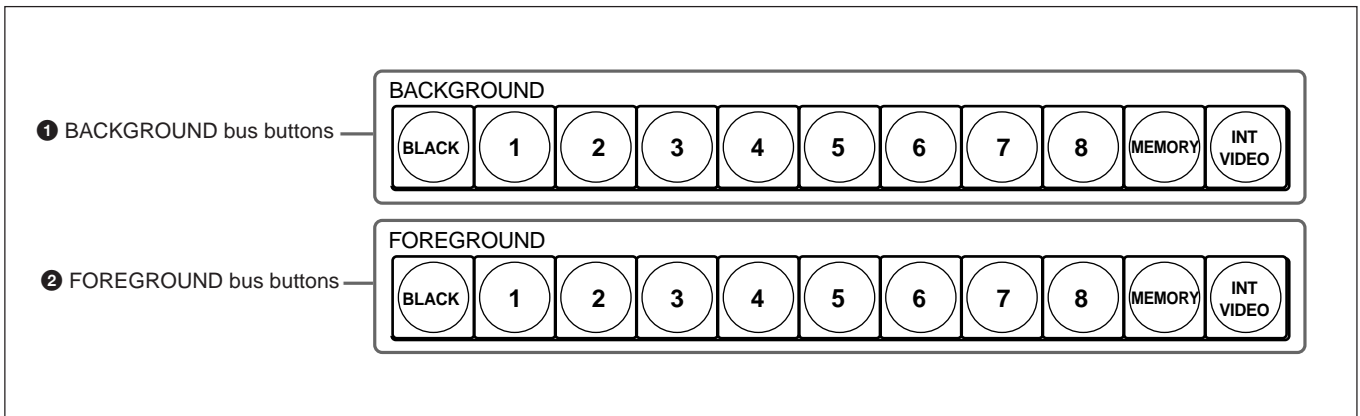 BACKGROUND
❶ BACKGROUND bus buttons
BLACK 1 2 3 4 5 6 7 8 MEMORY INT VIDEO
FOREGROUND
❷ FOREGROUND bus buttons
BLACK 1 2 3 4 5 6 7 8 MEMORY INT VIDEO